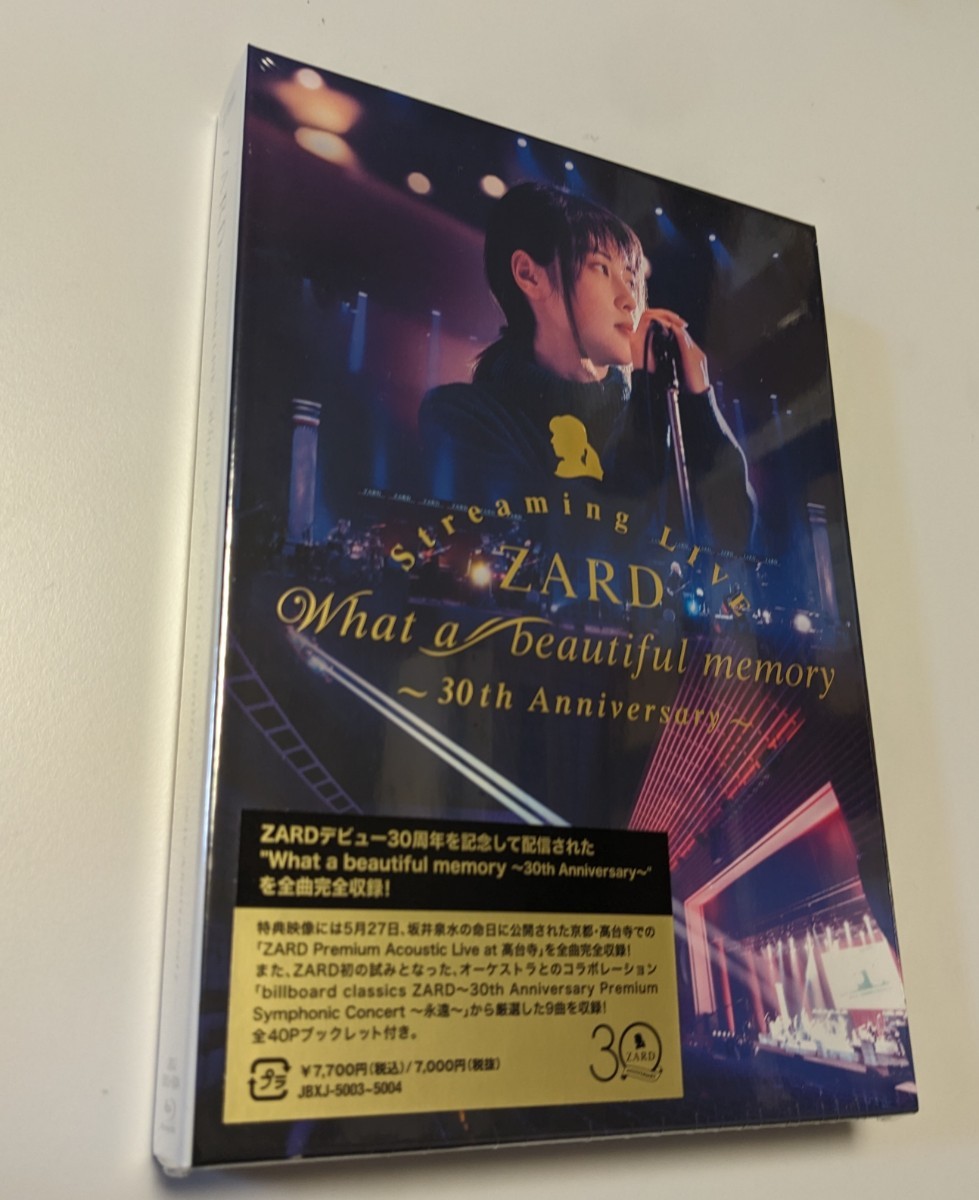 Streaming LIVE
ZARD
What a beautiful memory
～30th Anniversary～
ZARDデビュー30周年を記念して配信された
"What a beautiful memory ～30th Anniversary～"
を全曲完全収録!
特典映像には5月27日、坂井泉水の命日に公開された京都・高台寺での
「ZARD Premium Acoustic Live at 高台寺」を全曲完全収録!
また、ZARD初の試みとなった、オーケストラとのコラボレーション
「billboard classics ZARD～30th Anniversary Premium
Symphonic Concert ～永遠～」から厳選した9曲を収録!
全40Pブックレット付き。
プラ
¥7,700円(税込)/7,000円(税抜)
JBXJ-5003~5004
30
ZARD